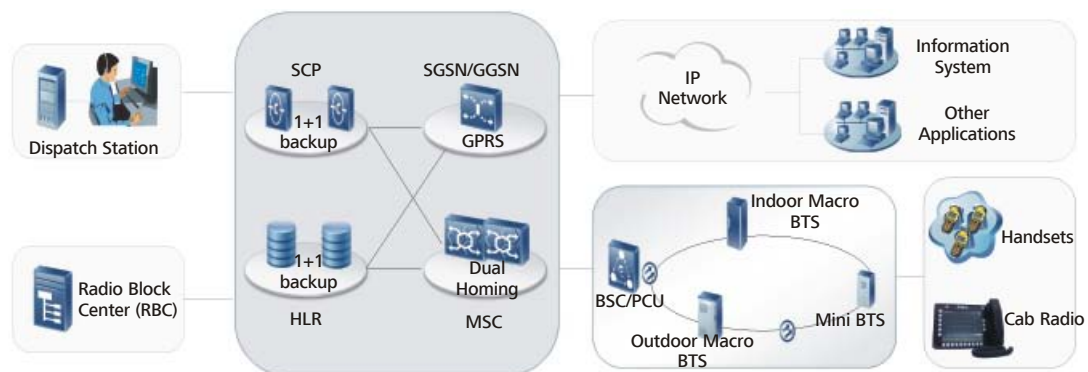 Dispatch Station
Radio Block
Center (RBC)
SCP
1+1
backup
SGSN/GGSN
GPRS
1+1
backup
HLR
Dual
Homing
MSC
IP
Network
Information
System
Other
Applications
BSC/PCU
Indoor Macro
BTS
Outdoor Macro
BTS
Mini BTS
Handsets
Cab Radio